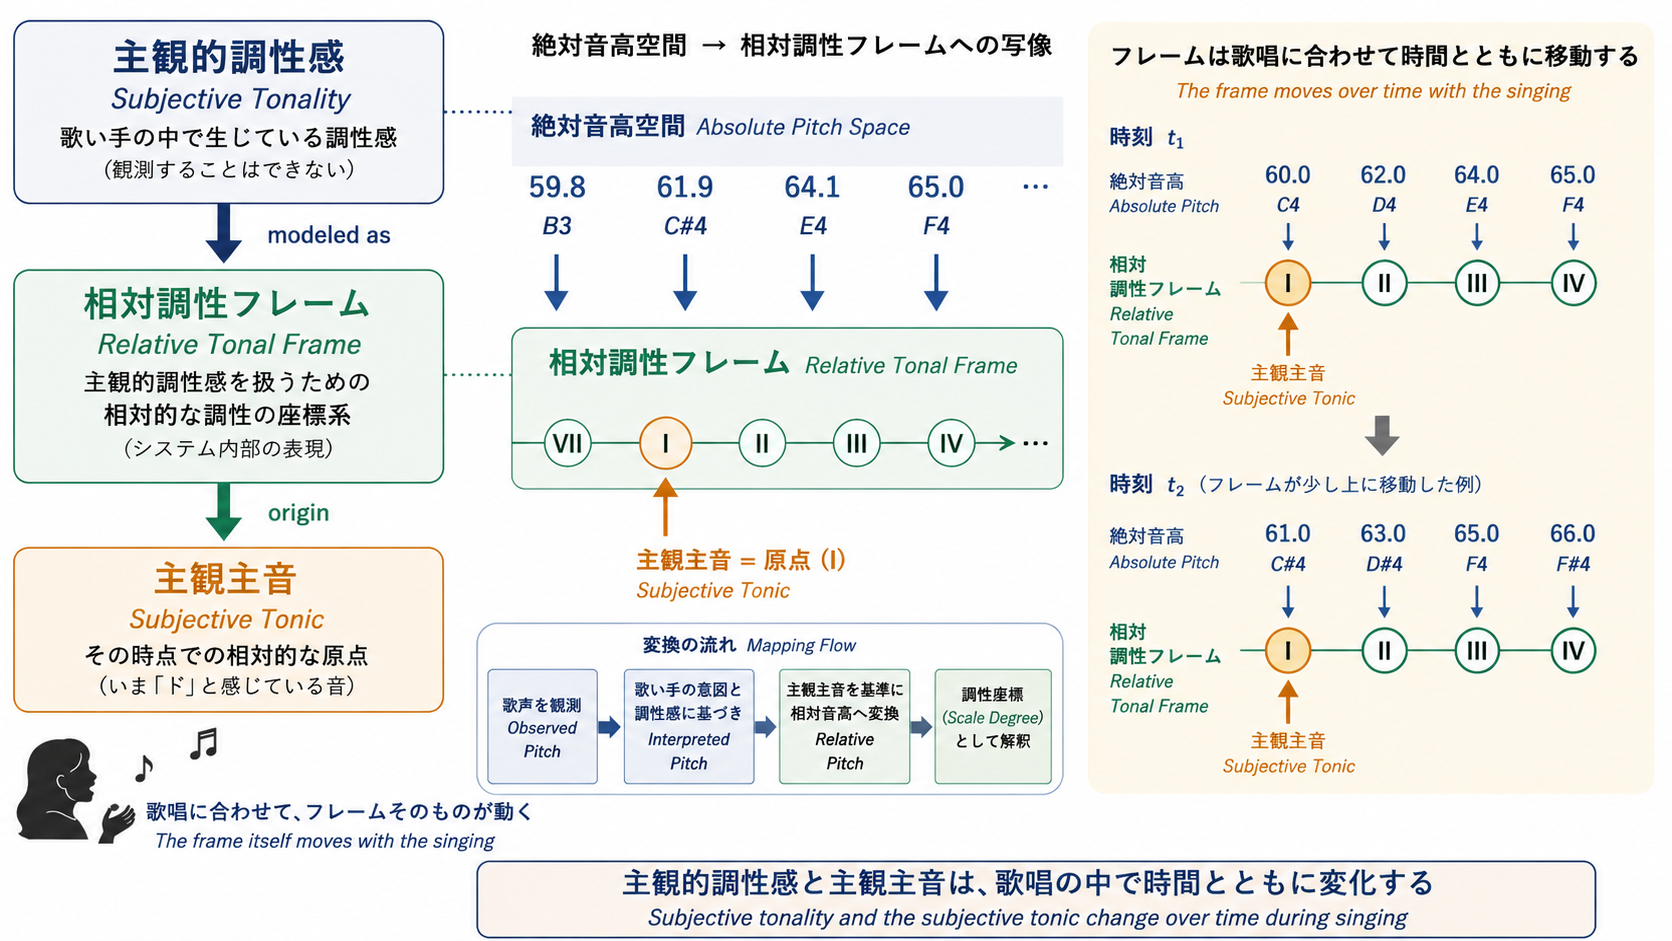 主観的調性感
Subjective Tonality
歌い手の中で生じている調性感
（観測することはできない）
modeled as
相対調性フレーム
Relative Tonal Frame
主観的調性感を扱うための
相対的な調性の座標系
（システム内部の表現）
origin
主観主音
Subjective Tonic
その時点での相対的な原点
（いま「ド」と感じている音）
歌唱に合わせて、フレームそのものが動く
The frame itself moves with the singing
絶対音高空間 → 相対調性フレームへの写像
絶対音高空間 Absolute Pitch Space
59.8 61.9 64.1 65.0 …
B3 C#4 E4 F4
相対調性フレーム Relative Tonal Frame
VII I II III IV …
主観主音 = 原点 (I)
Subjective Tonic
変換の流れ Mapping Flow
歌声を観測
Observed
Pitch
歌い手の意図と
調性感に基づき
Interpreted
Pitch
主観主音を基準に
相対音高へ変換
Relative
Pitch
調性座標
(Scale Degree)
として解釈
フレームは歌唱に合わせて時間とともに移動する
The frame moves over time with the singing
時刻 t1
絶対音高
Absolute Pitch
60.0 62.0 64.0 65.0
C4 D4 E4 F4
相対
調性フレーム
Relative
Tonal Frame
I II III IV
主観主音
Subjective Tonic
時刻 t2（フレームが少し上に移動した例）
絶対音高
Absolute Pitch
61.0 63.0 65.0 66.0
C#4 D#4 F4 F#4
相対
調性フレーム
Relative
Tonal Frame
I II III IV
主観主音
Subjective Tonic
主観的調性感と主観主音は、歌唱の中で時間とともに変化する
Subjective tonality and the subjective tonic change over time during singing